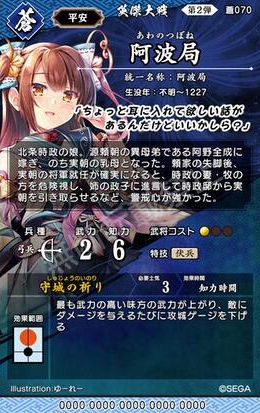 蒼
平安
英傑大戦
第2弾
蒼070
あわのつぼね
阿波局
統一名称:阿波局
生没年:不明~1227
「ちょっと耳に入れて欲しい話が
あるんだけどいいかしら?」
北条時政の娘、源頼朝の異母弟である阿野全成に
嫁ぎ、のち実朝の乳母となった。頼家の失脚後、
実朝の将軍就任が確実になると、時政の妻・牧の
方を危険視し、姉の政子に進言して時政邸から実
朝を引き取らせるなど、警戒心が強かった。
兵種
弓兵
武力
2
知力
6
武将コスト
特技
伏兵
しゅじょうのいのり
守城の祈り
必要士気
3
効果時間
知力時間
効果範囲
最も武力の高い味方の武力が上がり、敵に
ダメージを与えるたびに攻城ゲージを下げ
る
Illustration:ゆーれー
©SEGA
0000-0000-0000-0000-0000